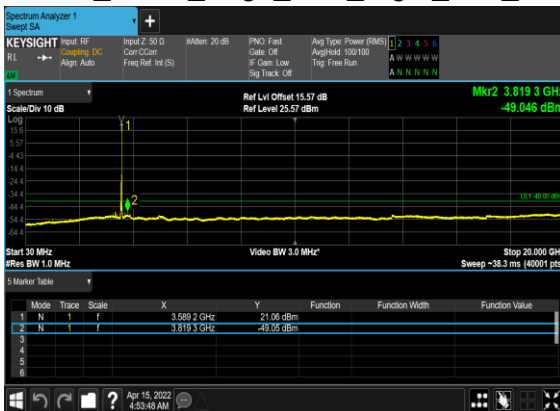 Spectrum Analyzer 1
Swept SA
KEYSIGHT Input: RF Input Z: 50 Ω #Atten: 20 dB PNO: Fast Avg Type: Power (RMS) 1 2 3 4 5 6
RL Coupling: DC Corr CCorr Gate: Off Avg|Hold: 100/100 A W W W W W
Align: Auto Freq Ref: Int (S) IF Gain: Low Trig: Free Run
Sig Track: Off A N N N N N
1 Spectrum Ref Lvl Offset 15.57 dB Mkr2 3.819 3 GHz
Scale/Div 10 dB Ref Level 25.57 dBm -49.046 dBm
Log
15.6 1
5.57
-4.43
-14.4
-24.4
-34.4 DL1 -40.00 dBm
-44.4 2
-54.4
-64.4
Start 30 MHz Video BW 3.0 MHz* Stop 20.000 GHz
#Res BW 1.0 MHz Sweep ~38.3 ms (40001 pts
5 Marker Table
Mode Trace Scale X Y Function Function Width Function Value
1 N 1 f 3.589 2 GHz 21.06 dBm
2 N 1 f 3.819 3 GHz -49.05 dBm
3
4
5
6
? Apr 15, 2022
4:53:48 AM